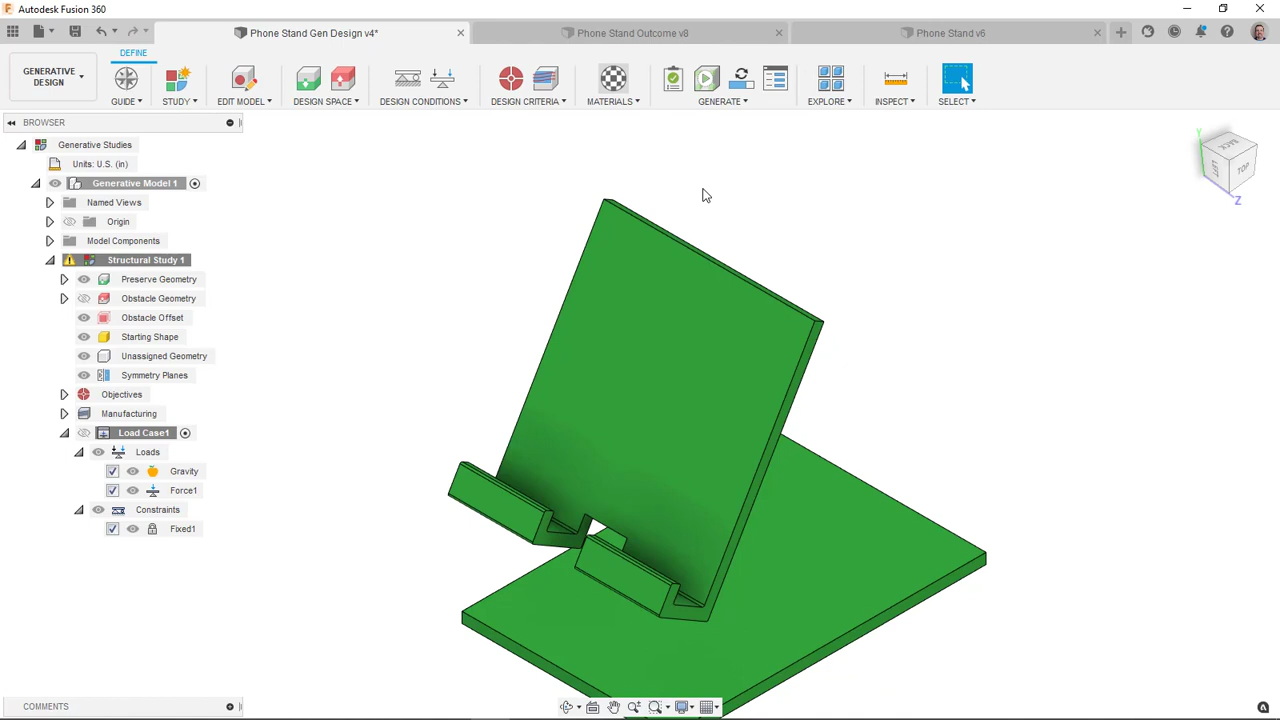 Autodesk Fusion 360
Phone Stand Gen Design v4*
Phone Stand Outcome v8
Phone Stand v6
DEFINE
GENERATIVE
DESIGN
GUIDE
STUDY
EDIT MODEL
DESIGN SPACE
DESIGN CONDITIONS
DESIGN CRITERIA
MATERIALS
GENERATE
EXPLORE
INSPECT
SELECT
BROWSER
Generative Studies
Units: U.S. (in)
Generative Model 1
Named Views
Origin
Model Components
Structural Study 1
Preserve Geometry
Obstacle Geometry
Obstacle Offset
Starting Shape
Unassigned Geometry
Symmetry Planes
Objectives
Manufacturing
Load Case1
Loads
Gravity
Force1
Constraints
Fixed1
Y
BACK
TOP
Z
COMMENTS